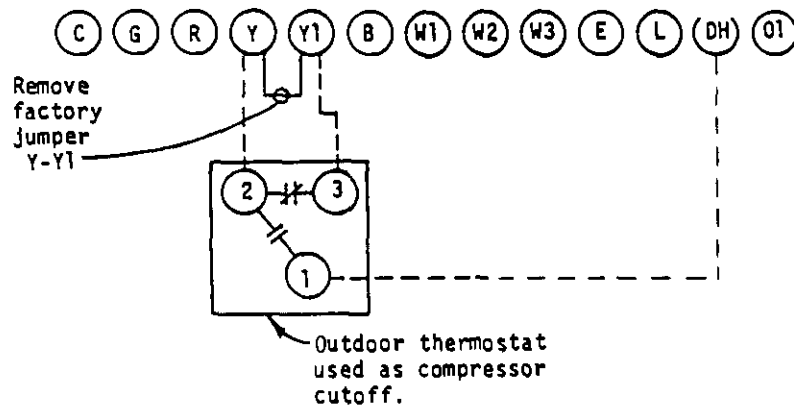 C G R Y Y1 B W1 W2 W3 E L (DH) O1
Remove
factory
jumper
Y-Y1
2 3
1
Outdoor thermostat
used as compressor
cutoff.